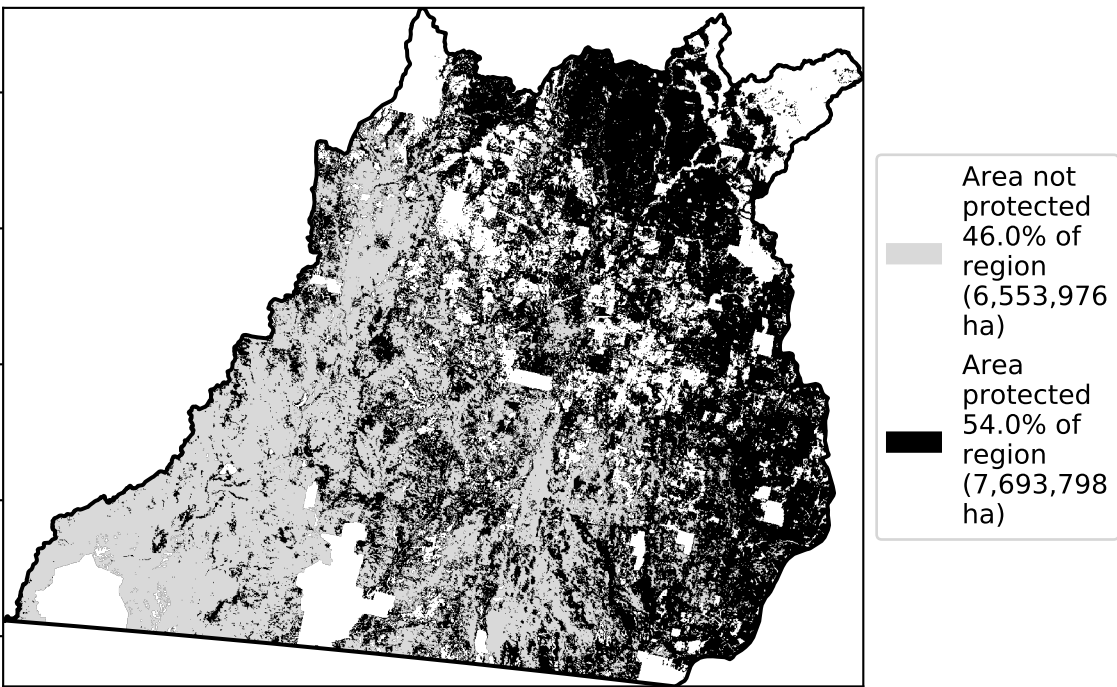 Area not
protected
46.0% of
region
(6,553,976
ha)
Area
protected
54.0% of
region
(7,693,798
ha)